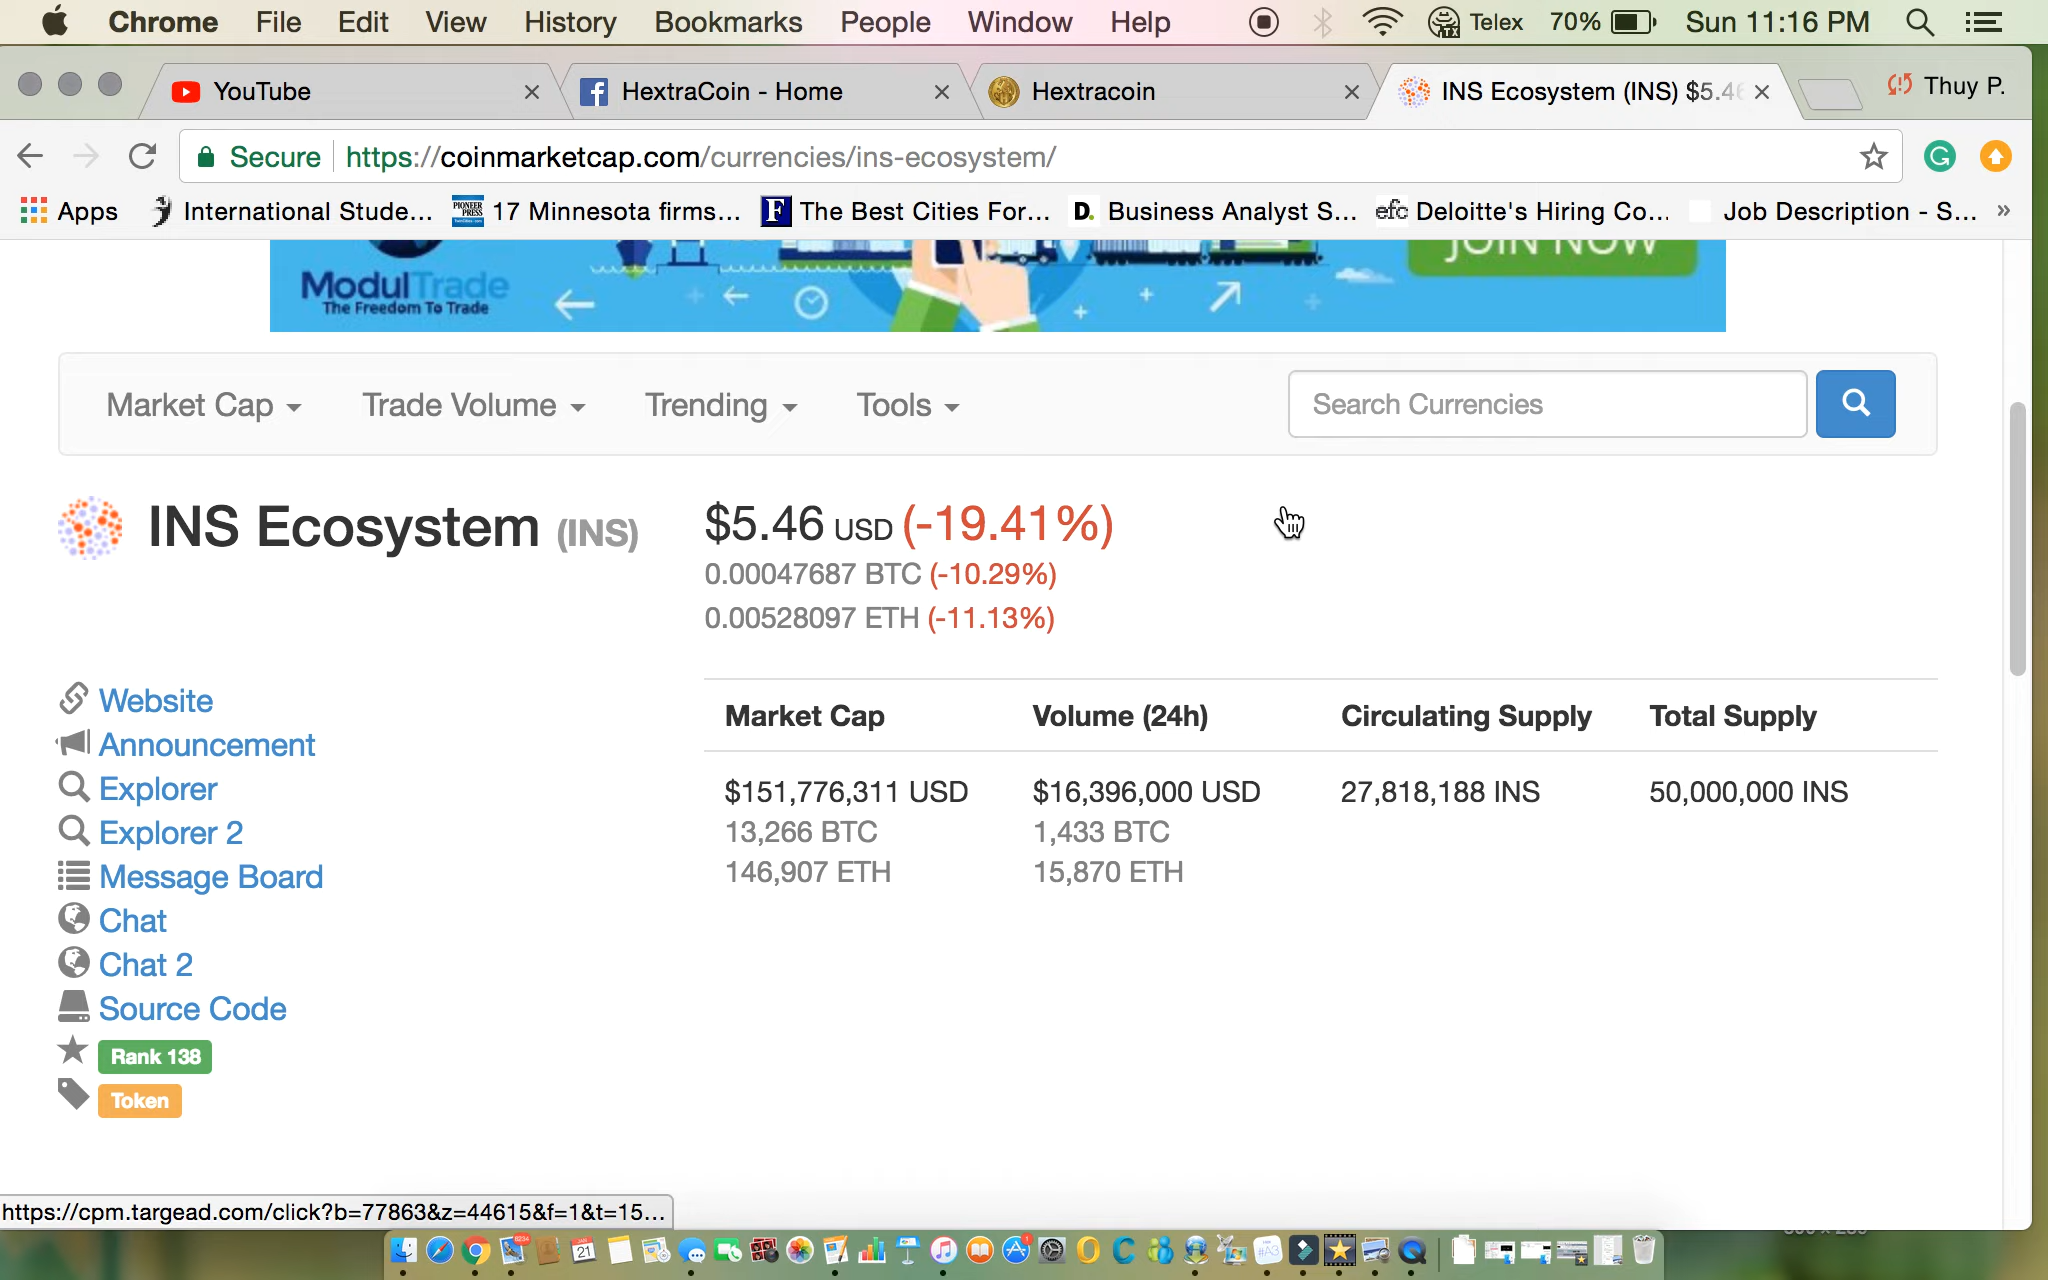 Chrome File Edit View History Bookmarks People Window Help Telex 70% Sun 11:16 PM
YouTube HextraCoin - Home Hextracoin INS Ecosystem (INS) $5.46 Thuy P.
Secure https://coinmarketcap.com/currencies/ins-ecosystem/
Apps International Stude... 17 Minnesota firms... The Best Cities For... Business Analyst S... efc Deloitte's Hiring Co... Job Description - S... »
JOIN NOW
ModulTrade
The Freedom To Trade
Market Cap Trade Volume Trending Tools Search Currencies
INS Ecosystem (INS) $5.46 USD (-19.41%)
0.00047687 BTC (-10.29%)
0.00528097 ETH (-11.13%)
Website
Announcement
Explorer
Explorer 2
Message Board
Chat
Chat 2
Source Code
Rank 138
Token
Market Cap Volume (24h) Circulating Supply Total Supply
$151,776,311 USD $16,396,000 USD 27,818,188 INS 50,000,000 INS
13,266 BTC 1,433 BTC
146,907 ETH 15,870 ETH
https://cpm.targead.com/click?b=77863&z=44615&f=1&t=15...